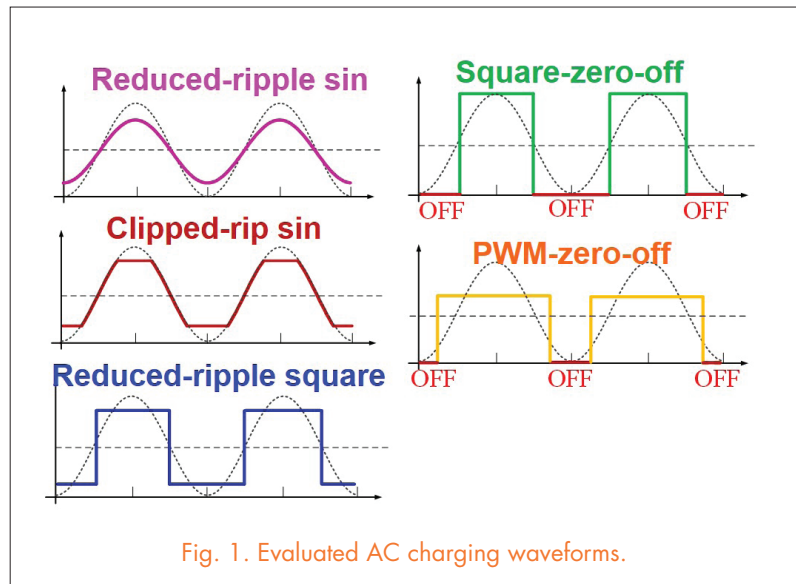 Reduced-ripple sin
Clipped-rip sin
Reduced-ripple square
Square-zero-off
OFF OFF OFF
PWM-zero-off
OFF OFF OFF
Fig. 1. Evaluated AC charging waveforms.